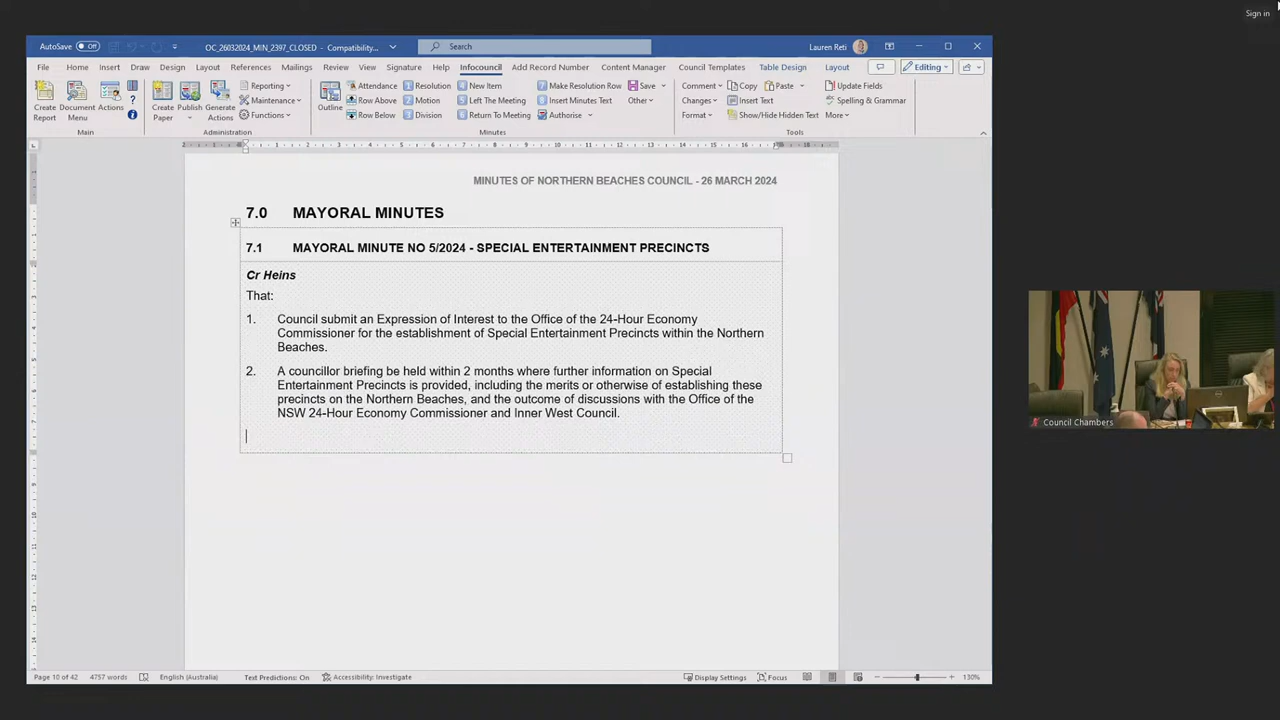 Sign in
AutoSave Off
OC_26032024_MIN_2397_CLOSED - Compatibility...
Search
Lauren Reti
File Home Insert Draw Design Layout References Mailings Review View Signature Help Infocouncil Add Record Number Content Manager Council Templates Table Design Layout Editing
Create Report
Document Menu
Actions
Main
Create Paper
Publish
Generate Actions
Reporting
Maintenance
Functions
Administration
Outline
Attendance
Row Above
Row Below
1 Resolution
2 Motion
3 Division
4 New Item
5 Left The Meeting
6 Return To Meeting
7 Make Resolution Row
8 Insert Minutes Text
Authorise
Save
Other
Minutes
Comment
Changes
Format
Copy
Paste
Insert Text
Show/Hide Hidden Text
Update Fields
Spelling & Grammar
More
Tools
MINUTES OF NORTHERN BEACHES COUNCIL - 26 MARCH 2024
7.0 MAYORAL MINUTES
7.1 MAYORAL MINUTE NO 5/2024 - SPECIAL ENTERTAINMENT PRECINCTS
Cr Heins
That:
1. Council submit an Expression of Interest to the Office of the 24-Hour Economy
Commissioner for the establishment of Special Entertainment Precincts within the Northern
Beaches.
2. A councillor briefing be held within 2 months where further information on Special
Entertainment Precincts is provided, including the merits or otherwise of establishing these
precincts on the Northern Beaches, and the outcome of discussions with the Office of the
NSW 24-Hour Economy Commissioner and Inner West Council.
Council Chambers
Page 10 of 42 4757 words English (Australia) Text Predictions: On Accessibility: Investigate Display Settings Focus 130%